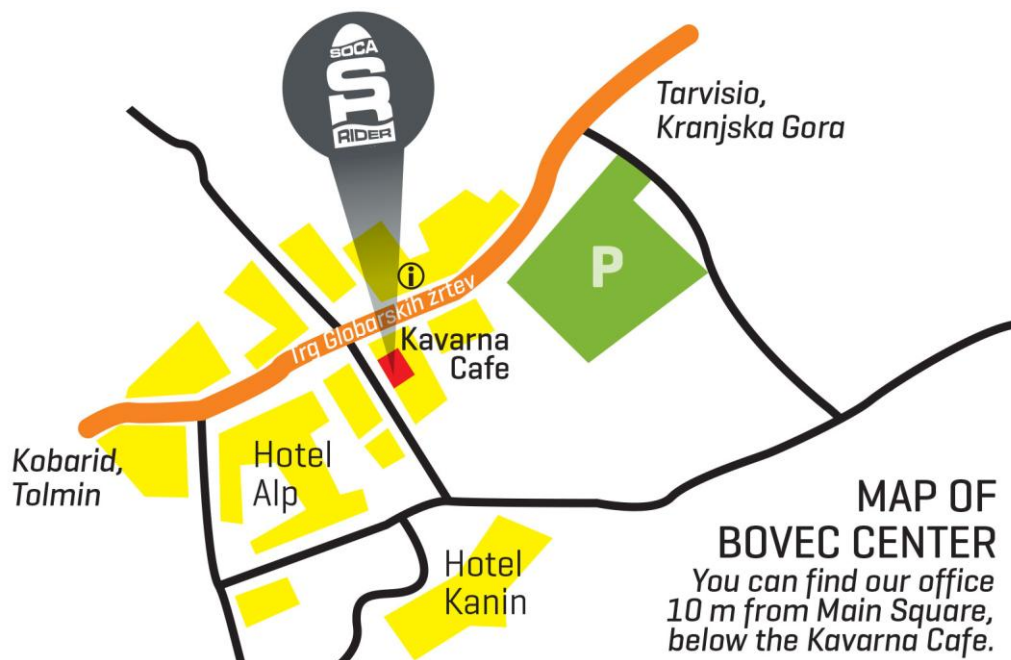 SOCA
SR
RIDER
Tarvisio,
Kranjska Gora
P
i
Trg Globarskih žrtev
Kavarna
Cafe
Kobarid,
Tolmin
Hotel
Alp
Hotel
Kanin
MAP OF
BOVEC CENTER
You can find our office
10 m from Main Square,
below the Kavarna Cafe.